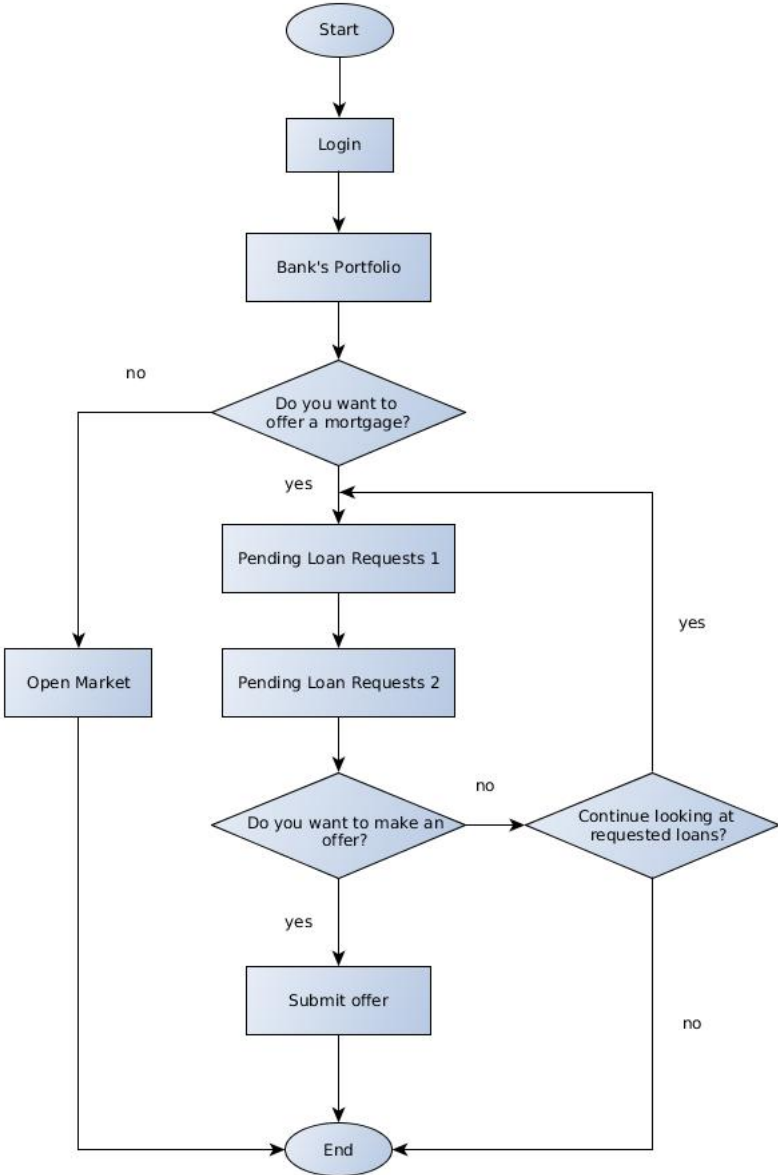 Start
Login
Bank's Portfolio
no
Do you want to
offer a mortgage?
yes
Pending Loan Requests 1
yes
Open Market
Pending Loan Requests 2
no
Do you want to make an
offer?
Continue looking at
requested loans?
yes
Submit offer
no
End